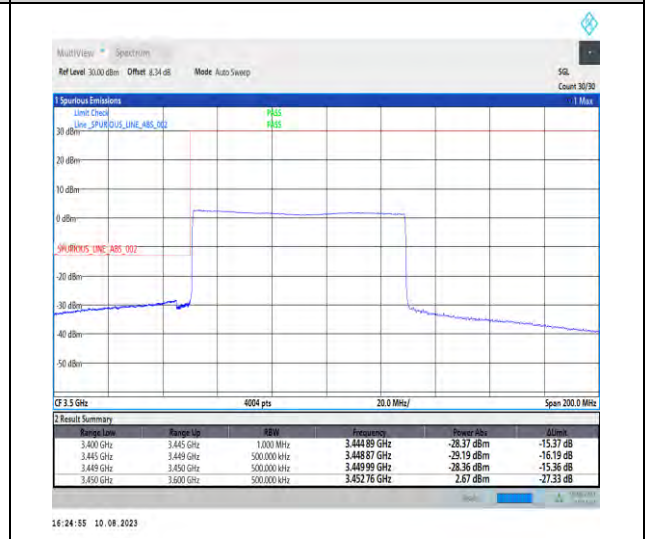 MultiView Spectrum
Ref Level 30.00 dBm Offset 8.34 dB Mode Auto Sweep SGL
Count 30/30
1 Spurious Emissions 1 Max
Limit Check PASS
Line _SPURIOUS_LINE_ABS_002 PASS
30 dBm
20 dBm
10 dBm
0 dBm
_SPURIOUS_LINE_ABS_002
-20 dBm
-30 dBm
-40 dBm
-50 dBm
CF 3.5 GHz 4004 pts 20.0 MHz/ Span 200.0 MHz
2 Result Summary
Range Low Range Up RBW Frequency Power Abs ΔLimit
3.400 GHz 3.445 GHz 1.000 MHz 3.444 89 GHz -28.37 dBm -15.37 dB
3.445 GHz 3.449 GHz 500.000 kHz 3.448 87 GHz -29.19 dBm -16.19 dB
3.449 GHz 3.450 GHz 500.000 kHz 3.449 99 GHz -28.36 dBm -15.36 dB
3.450 GHz 3.600 GHz 500.000 kHz 3.452 76 GHz 2.67 dBm -27.33 dB
16:24:55 10.08.2023